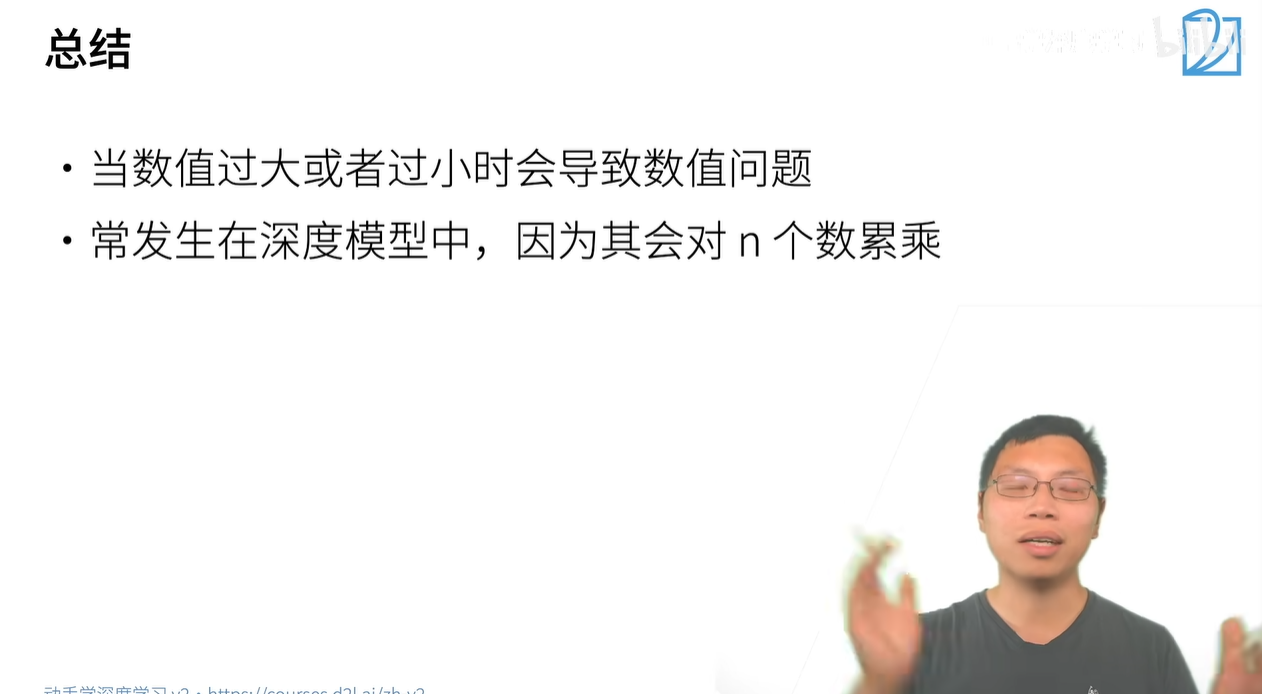 总结
• 当数值过大或者过小时会导致数值问题
• 常发生在深度模型中，因为其会对 n 个数累乘
动手学深度学习 v2 • https://courses.d2l.ai/zh-v2
bilibili